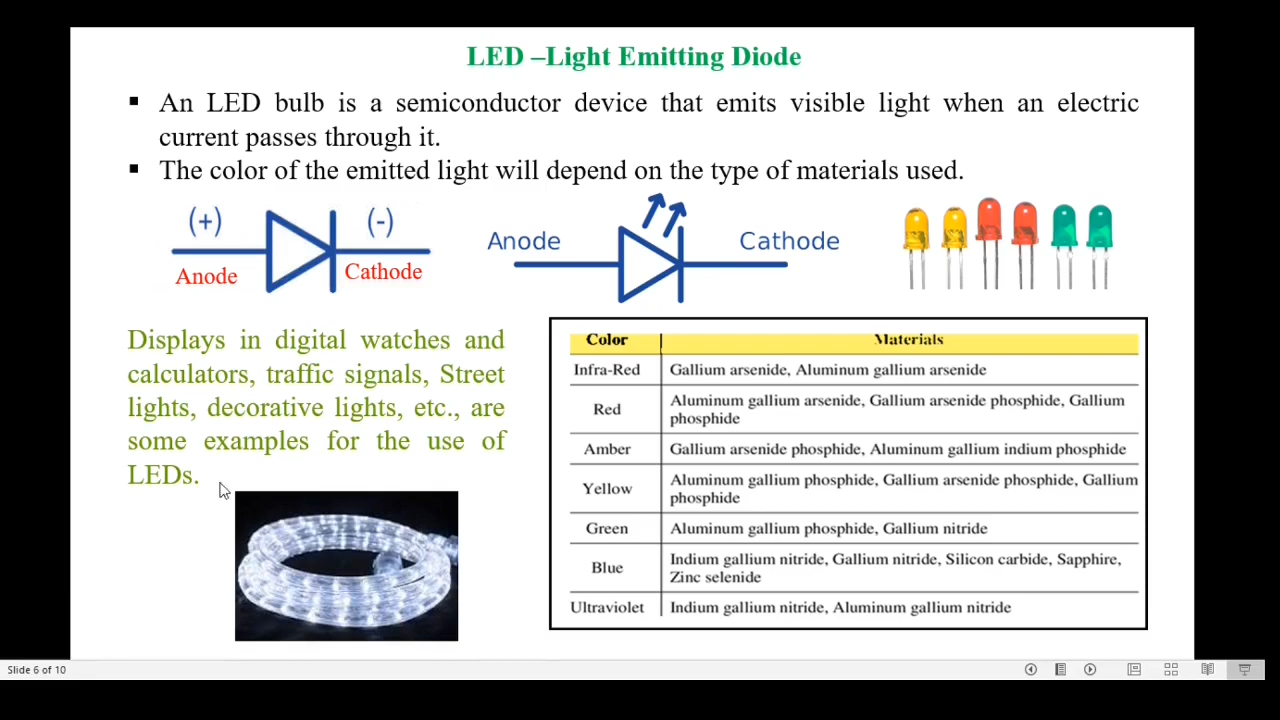 LED –Light Emitting Diode
▪ An LED bulb is a semiconductor device that emits visible light when an electric
current passes through it.
▪ The color of the emitted light will depend on the type of materials used.
(+) (-)
Anode Cathode
Anode Cathode
Displays in digital watches and
calculators, traffic signals, Street
lights, decorative lights, etc., are
some examples for the use of
LEDs.
Color Materials
Infra-Red Gallium arsenide, Aluminum gallium arsenide
Red Aluminum gallium arsenide, Gallium arsenide phosphide, Gallium
phosphide
Amber Gallium arsenide phosphide, Aluminum gallium indium phosphide
Yellow Aluminum gallium phosphide, Gallium arsenide phosphide, Gallium
phosphide
Green Aluminum gallium phosphide, Gallium nitride
Blue Indium gallium nitride, Gallium nitride, Silicon carbide, Sapphire,
Zinc selenide
Ultraviolet Indium gallium nitride, Aluminum gallium nitride
Slide 6 of 10